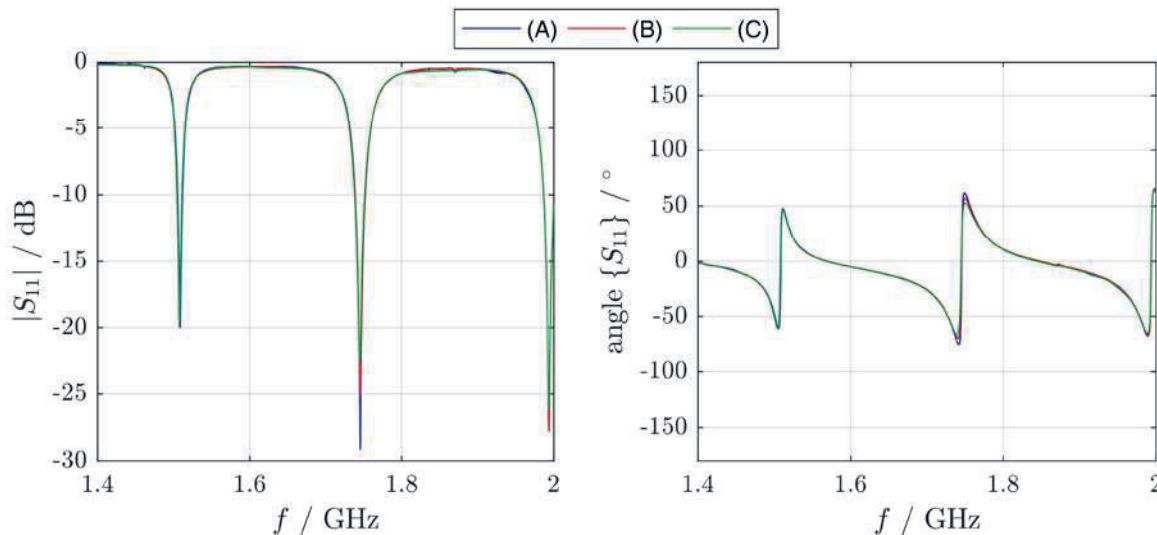 (A) (B) (C)
0
-5
-10
-15
-20
-25
-30
|S₁₁| / dB
1.4 1.6 1.8 2
f / GHz
150
100
50
0
-50
-100
-150
angle {S₁₁} / °
1.4 1.6 1.8 2
f / GHz